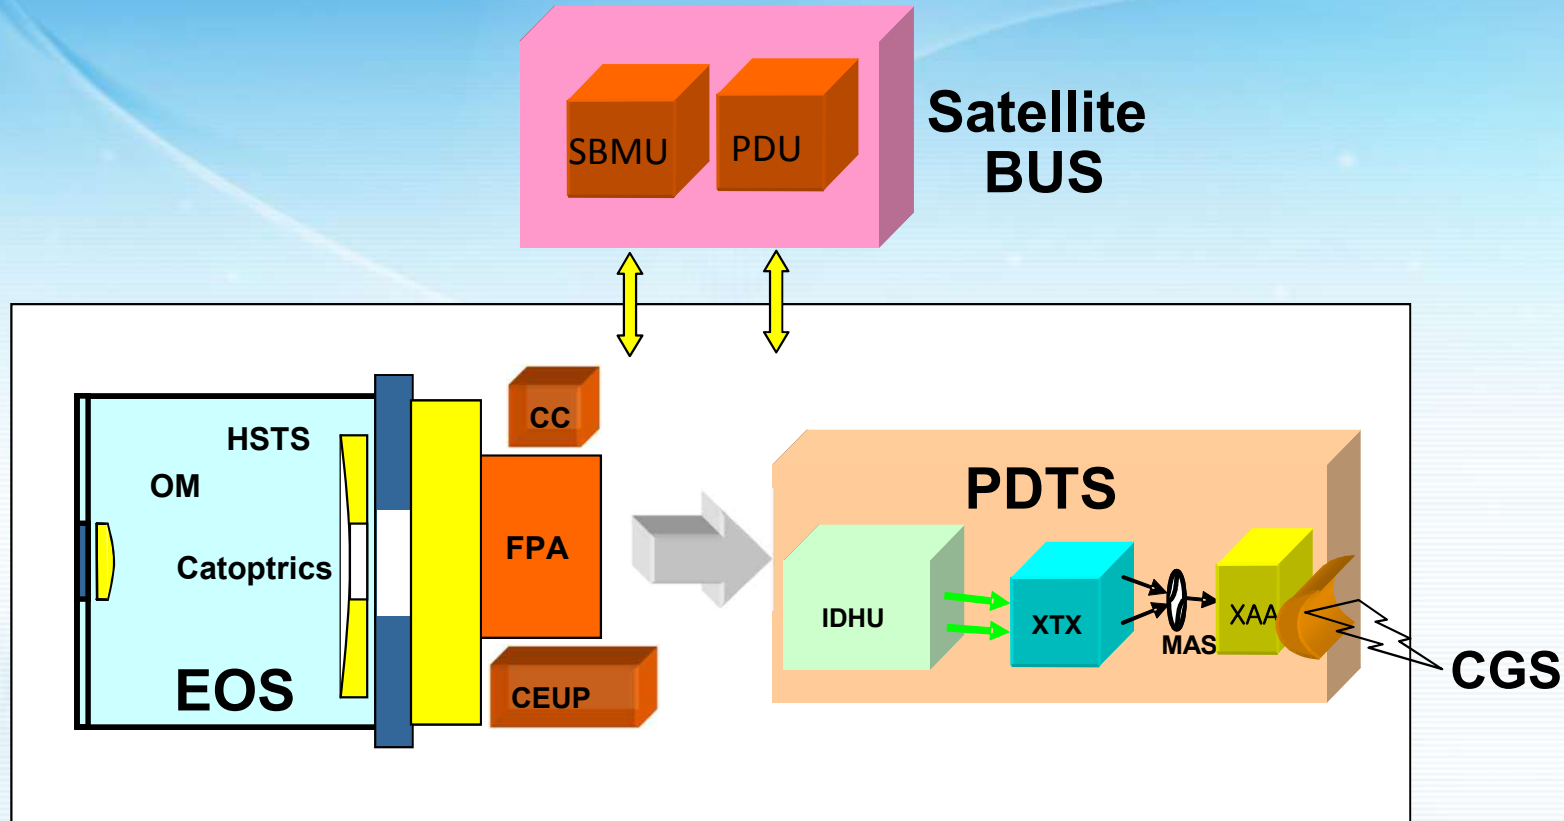 Satellite
BUS
SBMU
PDU
HSTS
OM
Catoptrics
EOS
CC
FPA
CEUP
PDTS
IDHU
XTX
MAS
XAA
CGS